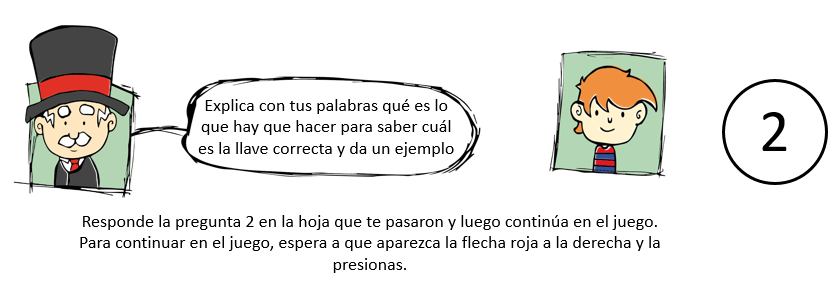 Explica con tus palabras qué es lo
que hay que hacer para saber cuál
es la llave correcta y da un ejemplo
2
Responde la pregunta 2 en la hoja que te pasaron y luego continúa en el juego.
Para continuar en el juego, espera a que aparezca la flecha roja a la derecha y la
presionas.